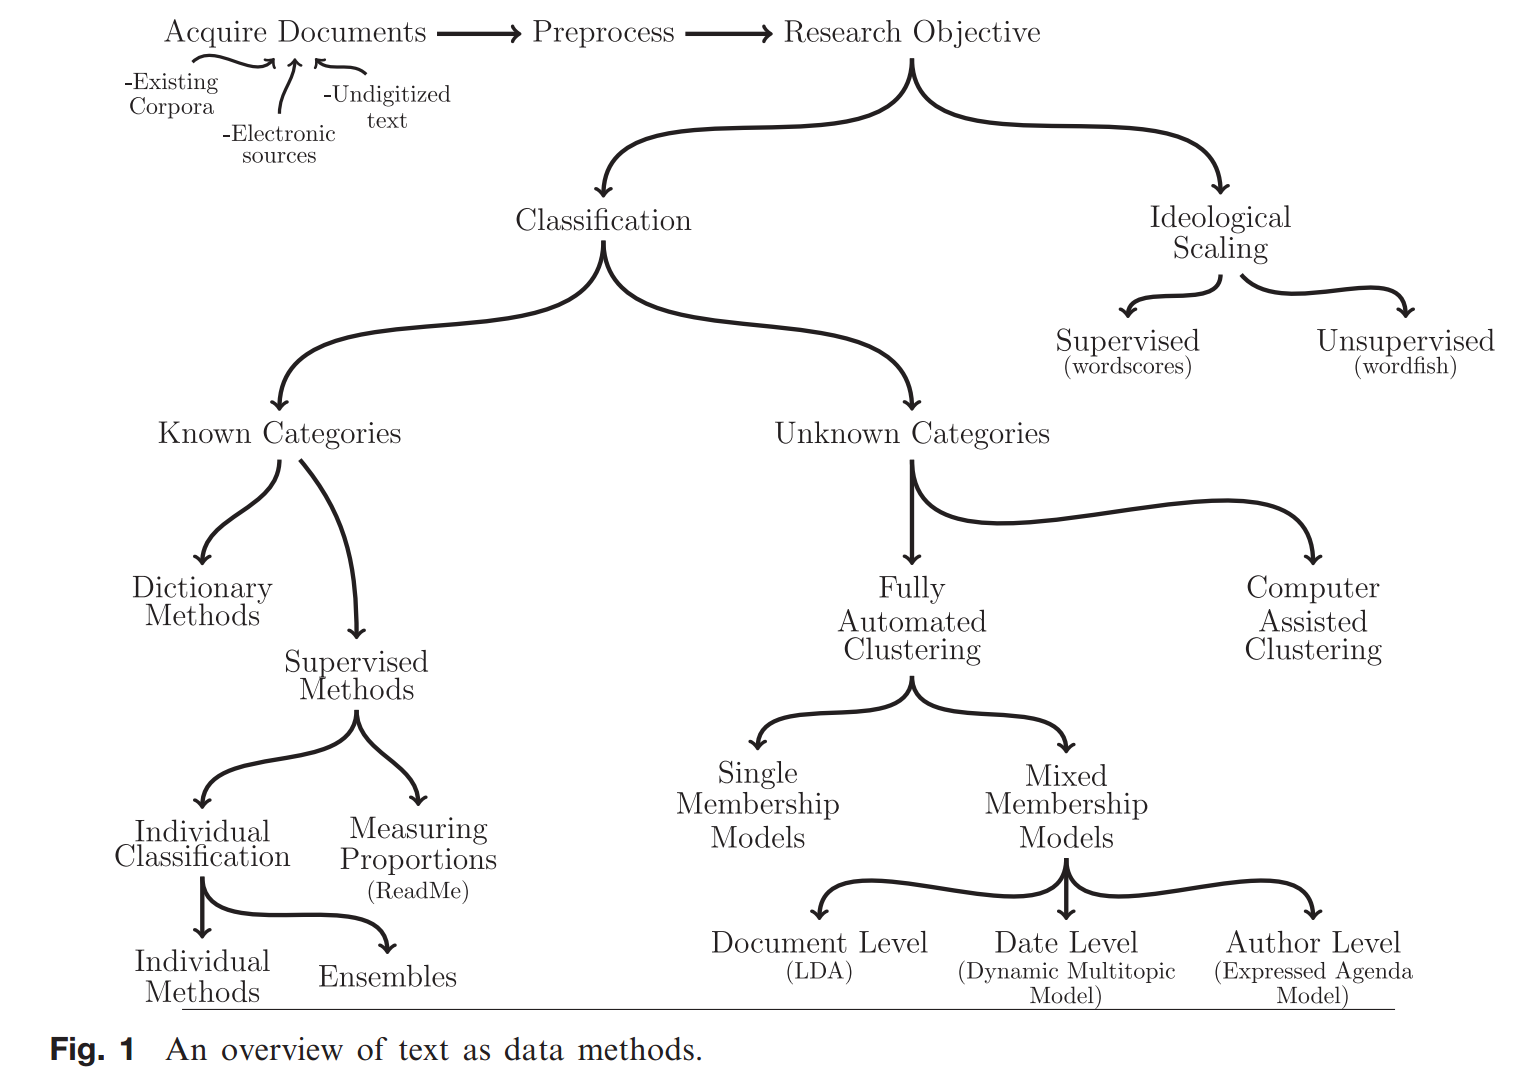 Acquire Documents
Preprocess
Research Objective
-Existing
Corpora
-Electronic
sources
-Undigitized
text
Classification
Ideological
Scaling
Supervised
(wordscores)
Unsupervised
(wordfish)
Known Categories
Unknown Categories
Dictionary
Methods
Supervised
Methods
Fully
Automated
Clustering
Computer
Assisted
Clustering
Individual
Classification
Measuring
Proportions
(ReadMe)
Single
Membership
Models
Mixed
Membership
Models
Individual
Methods
Ensembles
Document Level
(LDA)
Date Level
(Dynamic Multitopic
Model)
Author Level
(Expressed Agenda
Model)
Fig. 1 An overview of text as data methods.